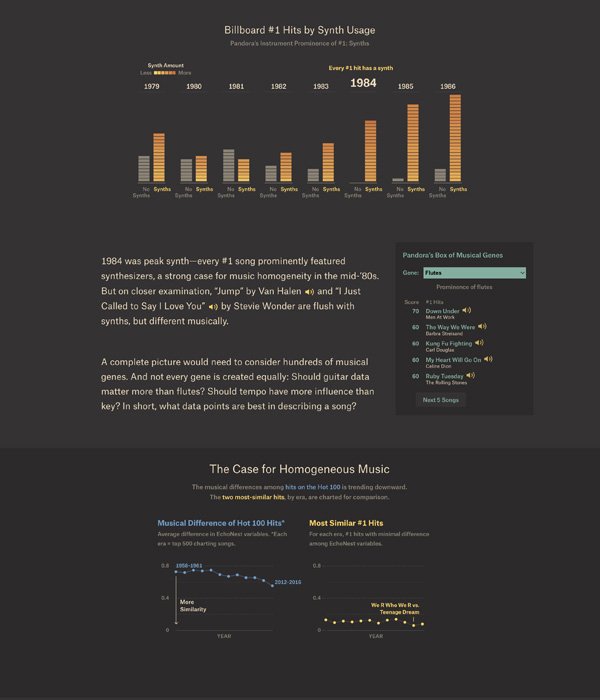 Billboard #1 Hits by Synth Usage
Pandora's Instrument Prominence of #1: Synths
Synth Amount
Less More
Every #1 hit has a synth
1979 1980 1981 1982 1983 1984 1985 1986
No Synths Synths No Synths Synths No Synths Synths No Synths Synths No Synths Synths No Synths Synths No Synths Synths No Synths Synths
1984 was peak synth—every #1 song prominently featured
synthesizers, a strong case for music homogeneity in the mid-'80s.
But on closer examination, "Jump" by Van Halen and "I Just
Called to Say I Love You" by Stevie Wonder are flush with
synths, but different musically.
A complete picture would need to consider hundreds of musical
genes. And not every gene is created equally: Should guitar data
matter more than flutes? Should tempo have more influence than
key? In short, what data points are best in describing a song?
Pandora's Box of Musical Genes
Gene: Flutes
Prominence of flutes
Score #1 Hits
70 Down Under
Men At Work
60 The Way We Were
Barbra Streisand
60 Kung Fu Fighting
Carl Douglas
60 My Heart Will Go On
Celine Dion
60 Ruby Tuesday
The Rolling Stones
Next 5 Songs
The Case for Homogeneous Music
The musical differences among hits on the Hot 100 is trending downward.
The two most-similar hits, by era, are charted for comparison.
Musical Difference of Hot 100 Hits*
Average difference in EchoNest variables. *Each
era = top 500 charting songs.
0.8
1958-1961
2012-2015
0.4
More
Similarity
0
YEAR
Most Similar #1 Hits
For each era, #1 hits with minimal difference
among EchoNest variables.
0.8
0.4
We R Who We R vs.
Teenage Dream
0
YEAR